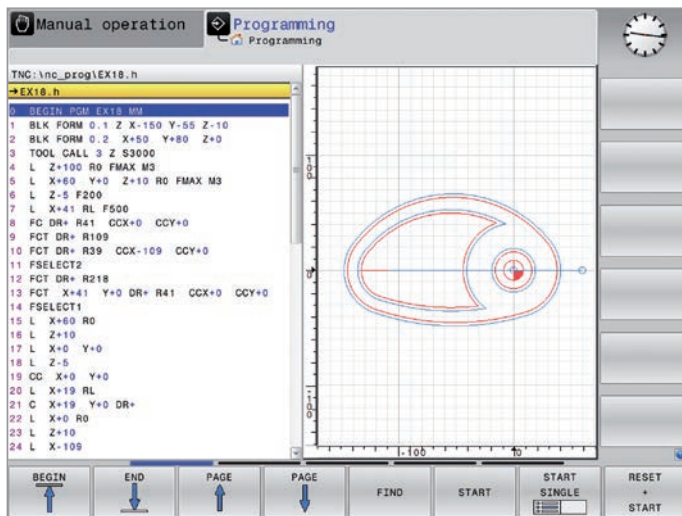 Manual operation
Programming
Programming
TNC:\nc_prog\EX18.h
→EX18.h
0 BEGIN PGM EX18 MM
1 BLK FORM 0.1 Z X-150 Y-55 Z-10
2 BLK FORM 0.2 X+50 Y+80 Z+0
3 TOOL CALL 3 Z S3000
4 L Z+100 R0 FMAX M3
5 L X+60 Y+0 Z+10 R0 FMAX M3
6 L Z-5 F200
7 L X+41 RL F500
8 FC DR+ R41 CCX+0 CCY+0
9 FCT DR+ R109
10 FCT DR+ R39 CCX-109 CCY+0
11 FSELECT2
12 FCT DR+ R218
13 FCT X+41 Y+0 DR+ R41 CCX+0 CCY+0
14 FSELECT1
15 L X+60 R0
16 L Z+10
17 L X+0 Y+0
18 L Z-5
19 CC X+0 Y+0
20 L X+19 RL
21 C X+19 Y+0 DR+
22 L X+0 R0
23 L Z+10
24 L X-109
-100
BEGIN
END
PAGE
PAGE
FIND
START
START
SINGLE
RESET
+
START